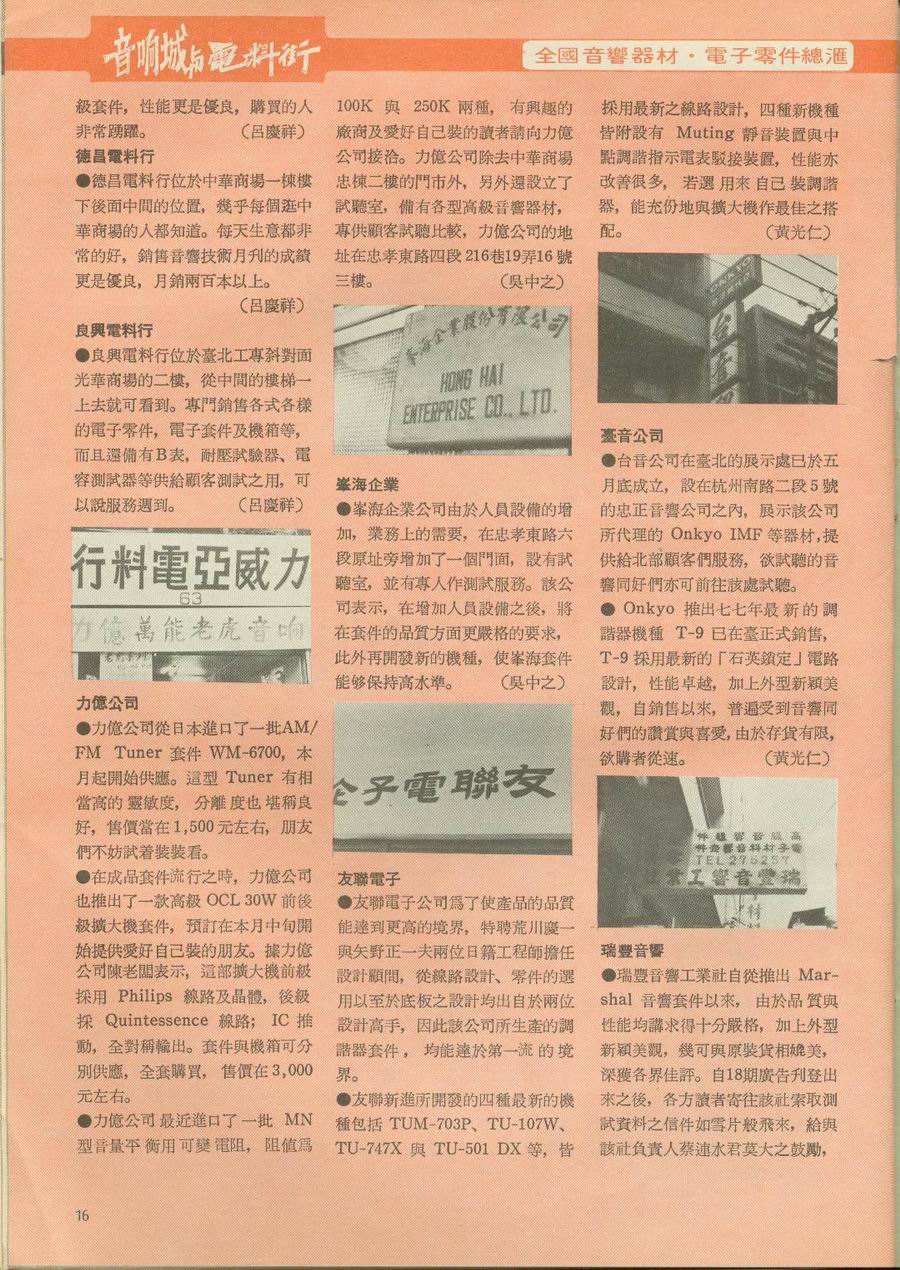 音响城与電料街
全國音響器材・電子零件總滙
級套件，性能更是優良，購買的人
非常踴躍。　（呂慶祥）
德昌電料行
●德昌電料行位於中華商場一棟樓
下後面中間的位置，幾乎每個逛中
華商場的人都知道。每天生意都非
常的好，銷售音響技術月刋的成績
更是優良，月銷兩百本以上。
（呂慶祥）
良興電料行
●良興電料行位於臺北工專斜對面
光華商場的二樓，從中間的樓梯一
上去就可看到。專門銷售各式各樣
的電子零件，電子套件及機箱等，
而且還備有B表，耐壓試驗器、電
容測試器等供給顧客測試之用，可
以說服務週到。　（呂慶祥）
行料電亞威力
63
力億萬能老虎音响
力億公司
●力億公司從日本進口了一批AM/
FM Tuner 套件 WM-6700，本
月起開始供應。這型 Tuner 有相
當高的靈敏度，分離度也堪稱良
好，售價當在1,500元左右，朋友
們不妨試着裝裝看。
●在成品套件流行之時，力億公司
也推出了一款高級 OCL 30W 前後
級擴大機套件，預訂在本月中旬開
始提供愛好自己裝的朋友。據力億
公司陳老闆表示，這部擴大機前級
採用 Philips 線路及晶體，後級
採 Quintessence 線路；IC 推
動，全對稱輸出。套件與機箱可分
別供應，全套購買，售價在3,000
元左右。
●力億公司最近進口了一批 MN
型音量平衡用可變電阻，阻值爲
100K 與 250K 兩種，有興趣的
廠商及愛好自己裝的讀者請向力億
公司接洽。力億公司除去中華商場
忠棟二樓的門市外，另外還設立了
試聽室，備有各型高級音響器材，
專供顧客試聽比較，力億公司的地
址在忠孝東路四段216巷19弄16號
三樓。　（吳中之）
峯海企業股份有限公司
HONG HAI
ENTERPRISE CO., LTD.
峯海企業
●峯海企業公司由於人員設備的增
加，業務上的需要，在忠孝東路六
段原址旁增加了一個門面，設有試
聽室，並有專人作測試服務。該公
司表示，在增加人員設備之後，將
在套件的品質方面更嚴格的要求，
此外再開發新的機種，使峯海套件
能够保持高水準。　（吳中之）
公子電聯友
友聯電子
●友聯電子公司爲了使產品的品質
能達到更高的境界，特聘荒川慶一
與矢野正一夫兩位日籍工程師擔任
設計顧問，從線路設計、零件的選
用以至於底板之設計均出自於兩位
設計高手，因此該公司所生產的調
諧器套件，均能達於第一流的境
界。
●友聯新進所開發的四種最新的機
種包括 TUM-703P、TU-107W、
TU-747X 與 TU-501 DX 等，皆
採用最新之線路設計，四種新機種
皆附設有 Muting 靜音裝置與中
點調諧指示電表駁接裝置，性能亦
改善很多，若選用來自己裝調諧
器，能充份地與擴大機作最佳之搭
配。　（黃光仁）
ONKYO
台音
臺音公司
●台音公司在臺北的展示處已於五
月底成立，設在杭州南路二段5號
的忠正音響公司之內，展示該公司
所代理的 Onkyo IMF 等器材，提
供給北部顧客們服務，欲試聽的音
響同好們亦可前往該處試聽。
● Onkyo 推出七七年最新的調
諧器機種 T-9 已在臺正式銷售，
T-9 採用最新的「石英鎖定」電路
設計，性能卓越，加上外型新穎美
觀，自銷售以來，普遍受到音響同
好們的讚賞與喜愛，由於存貨有限，
欲購者從速。　（黃光仁）
件組響音級高
件套響音料材子電
TEL 275257
業工響音豐瑞
瑞豐音響
●瑞豐音響工業社自從推出 Mar-
shal 音響套件以來，由於品質與
性能均講求得十分嚴格，加上外型
新穎美觀，幾可與原裝貨相媲美，
深獲各界佳評。自18期廣告刋登出
來之後，各方讀者寄往該社索取測
試資料之信件如雪片般飛來，給與
該社負責人蔡連水君莫大之鼓勵，
16